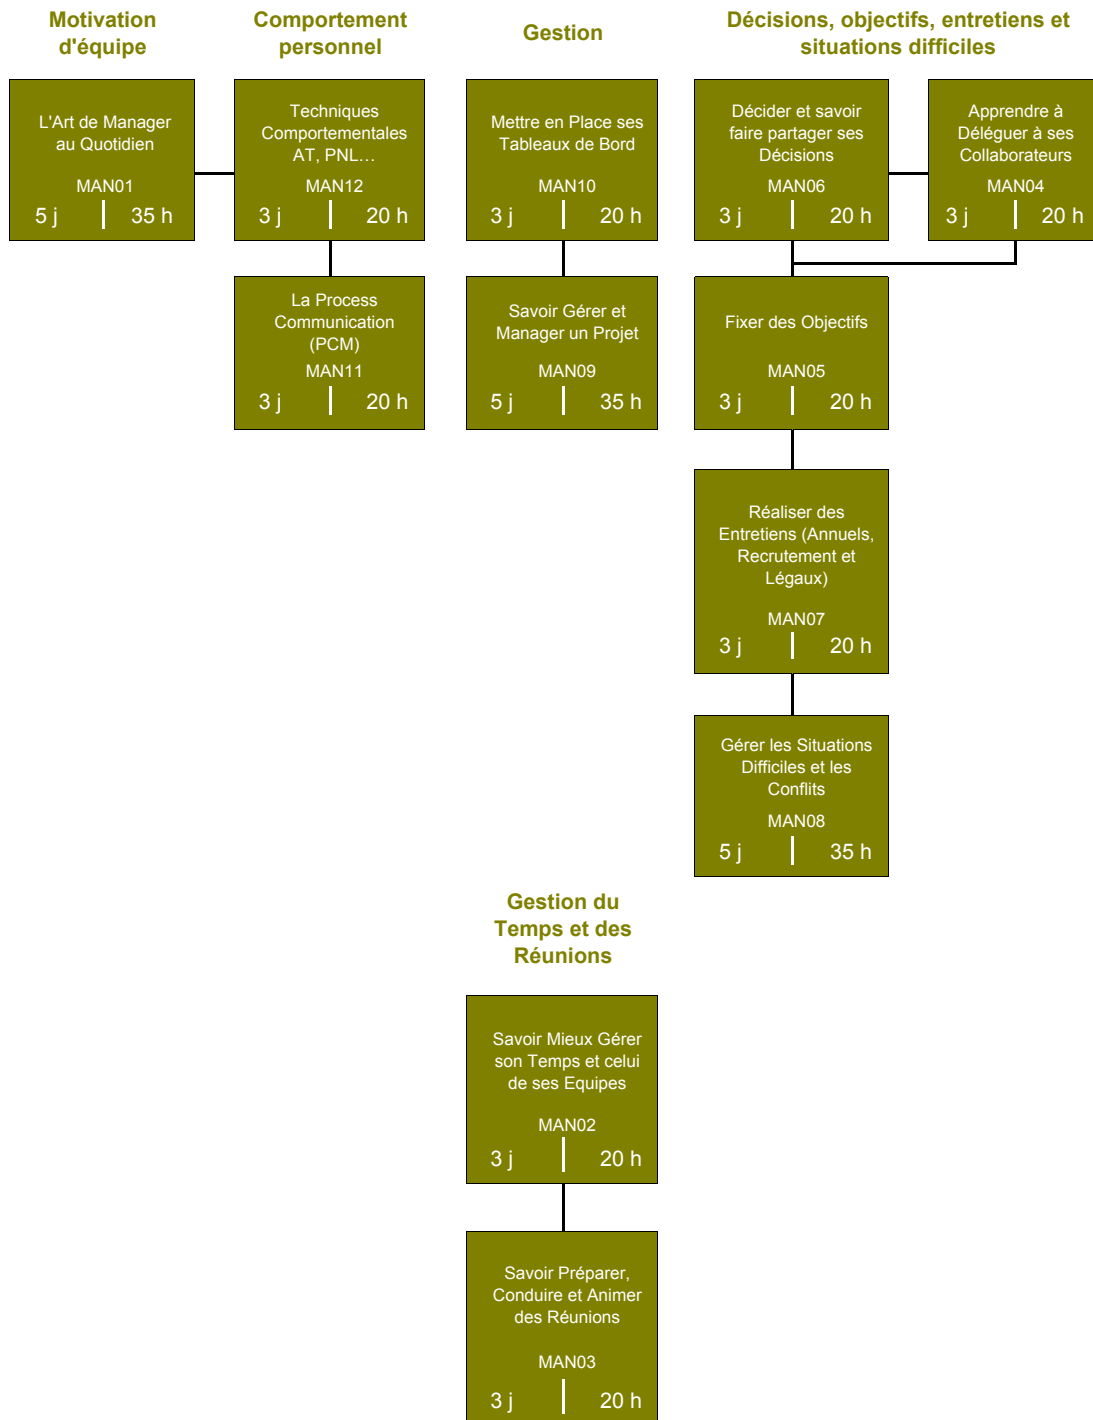 Motivation
d'équipe
Comportement
personnel
Gestion
Décisions, objectifs, entretiens et
situations difficiles
L'Art de Manager
au Quotidien
MAN01
5 j 35 h
Techniques
Comportementales
AT, PNL…
MAN12
3 j 20 h
Mettre en Place ses
Tableaux de Bord
MAN10
3 j 20 h
Décider et savoir
faire partager ses
Décisions
MAN06
3 j 20 h
Apprendre à
Déléguer à ses
Collaborateurs
MAN04
3 j 20 h
La Process
Communication
(PCM)
MAN11
3 j 20 h
Savoir Gérer et
Manager un Projet
MAN09
5 j 35 h
Fixer des Objectifs
MAN05
3 j 20 h
Réaliser des
Entretiens (Annuels,
Recrutement et
Légaux)
MAN07
3 j 20 h
Gérer les Situations
Difficiles et les
Conflits
MAN08
5 j 35 h
Gestion du
Temps et des
Réunions
Savoir Mieux Gérer
son Temps et celui
de ses Equipes
MAN02
3 j 20 h
Savoir Préparer,
Conduire et Animer
des Réunions
MAN03
3 j 20 h